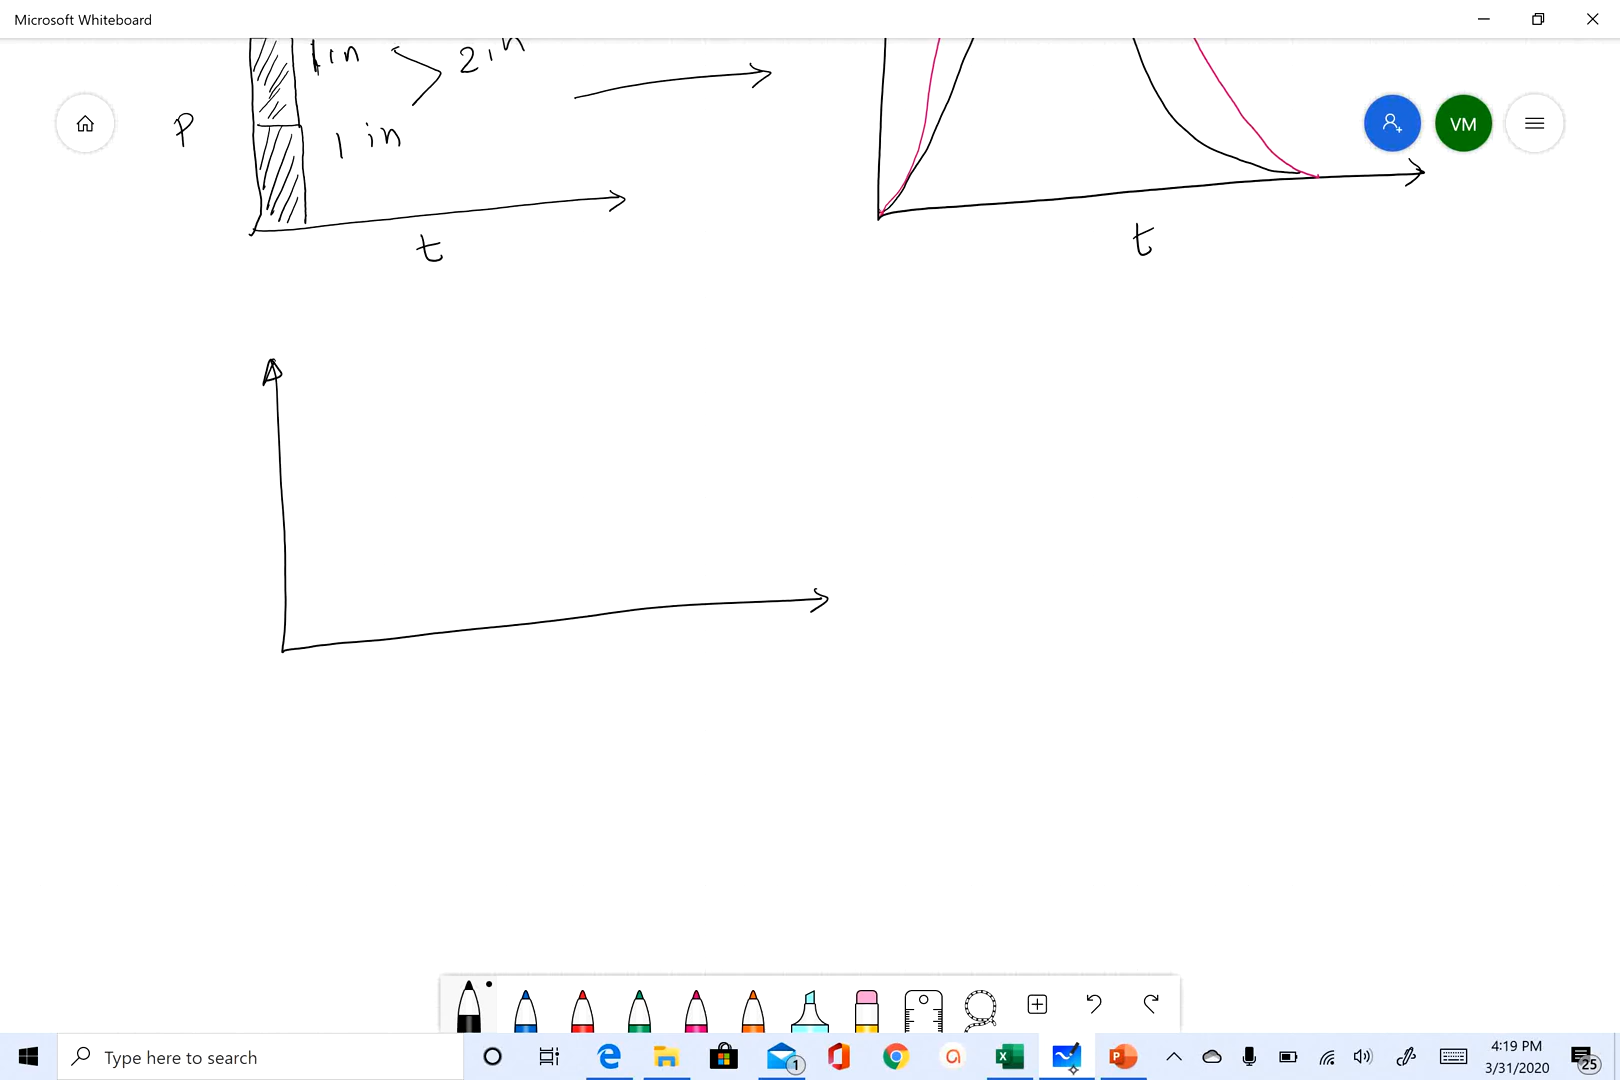 Microsoft Whiteboard
1 in
2 in
P
1 in
t
t
VM
Type here to search
1
4:19 PM
3/31/2020
25